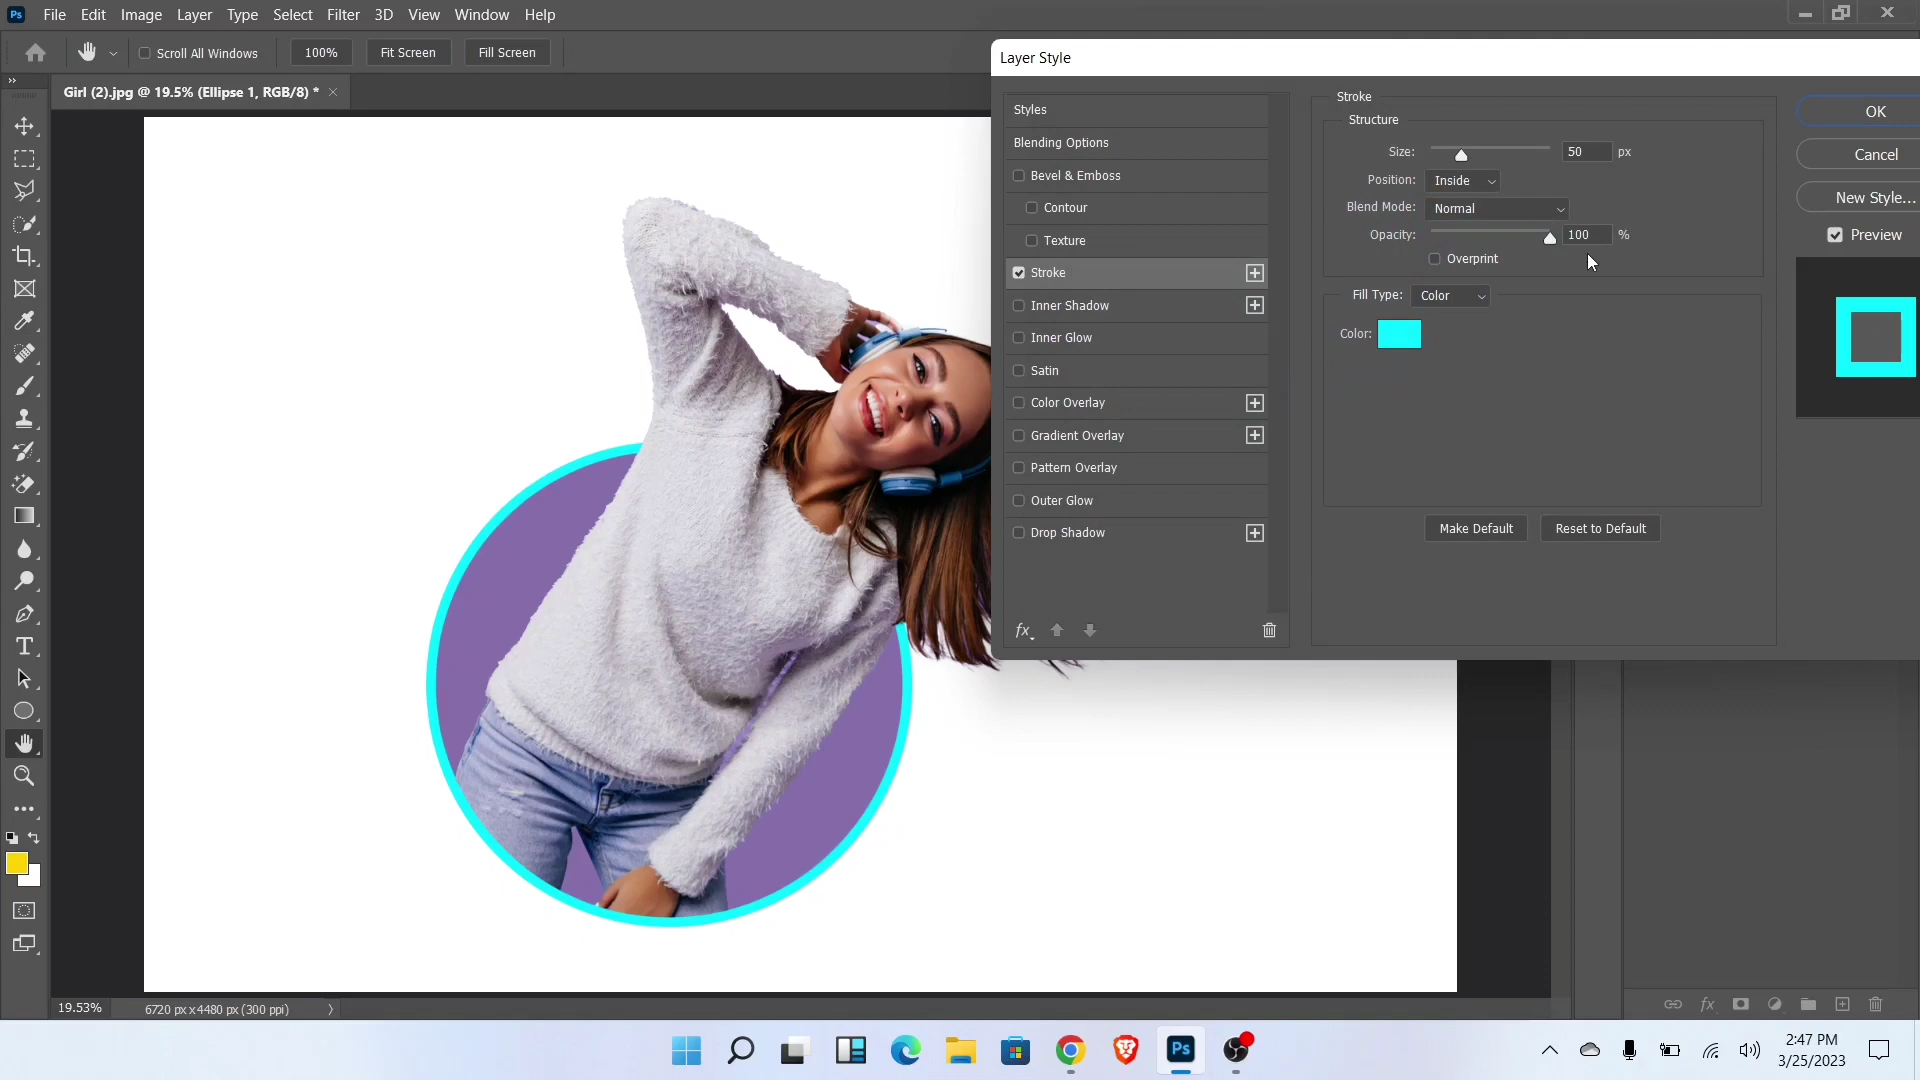 Ps File Edit Image Layer Type Select Filter 3D View Window Help
Scroll All Windows 100% Fit Screen Fill Screen
Girl (2).jpg @ 19.5% (Ellipse 1, RGB/8) *
Layer Style
Styles
Blending Options
Bevel & Emboss
Contour
Texture
Stroke
Inner Shadow
Inner Glow
Satin
Color Overlay
Gradient Overlay
Pattern Overlay
Outer Glow
Drop Shadow
fx
Stroke
Structure
Size: 50 px
Position: Inside
Blend Mode: Normal
Opacity: 100 %
Overprint
Fill Type: Color
Color:
Make Default Reset to Default
OK
Cancel
New Style...
Preview
19.53% 6720 px x 4480 px (300 ppi)
fx
Ps
2:47 PM
3/25/2023